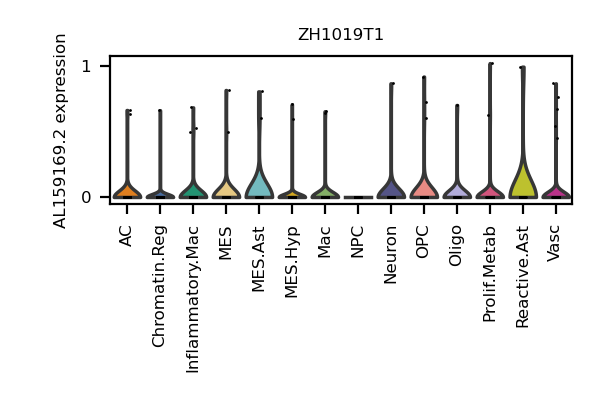 ZH1019T1
AL159169.2 expression
1
0
AC
Chromatin.Reg
Inflammatory.Mac
MES
MES.Ast
MES.Hyp
Mac
NPC
Neuron
OPC
Oligo
Prolif.Metab
Reactive.Ast
Vasc